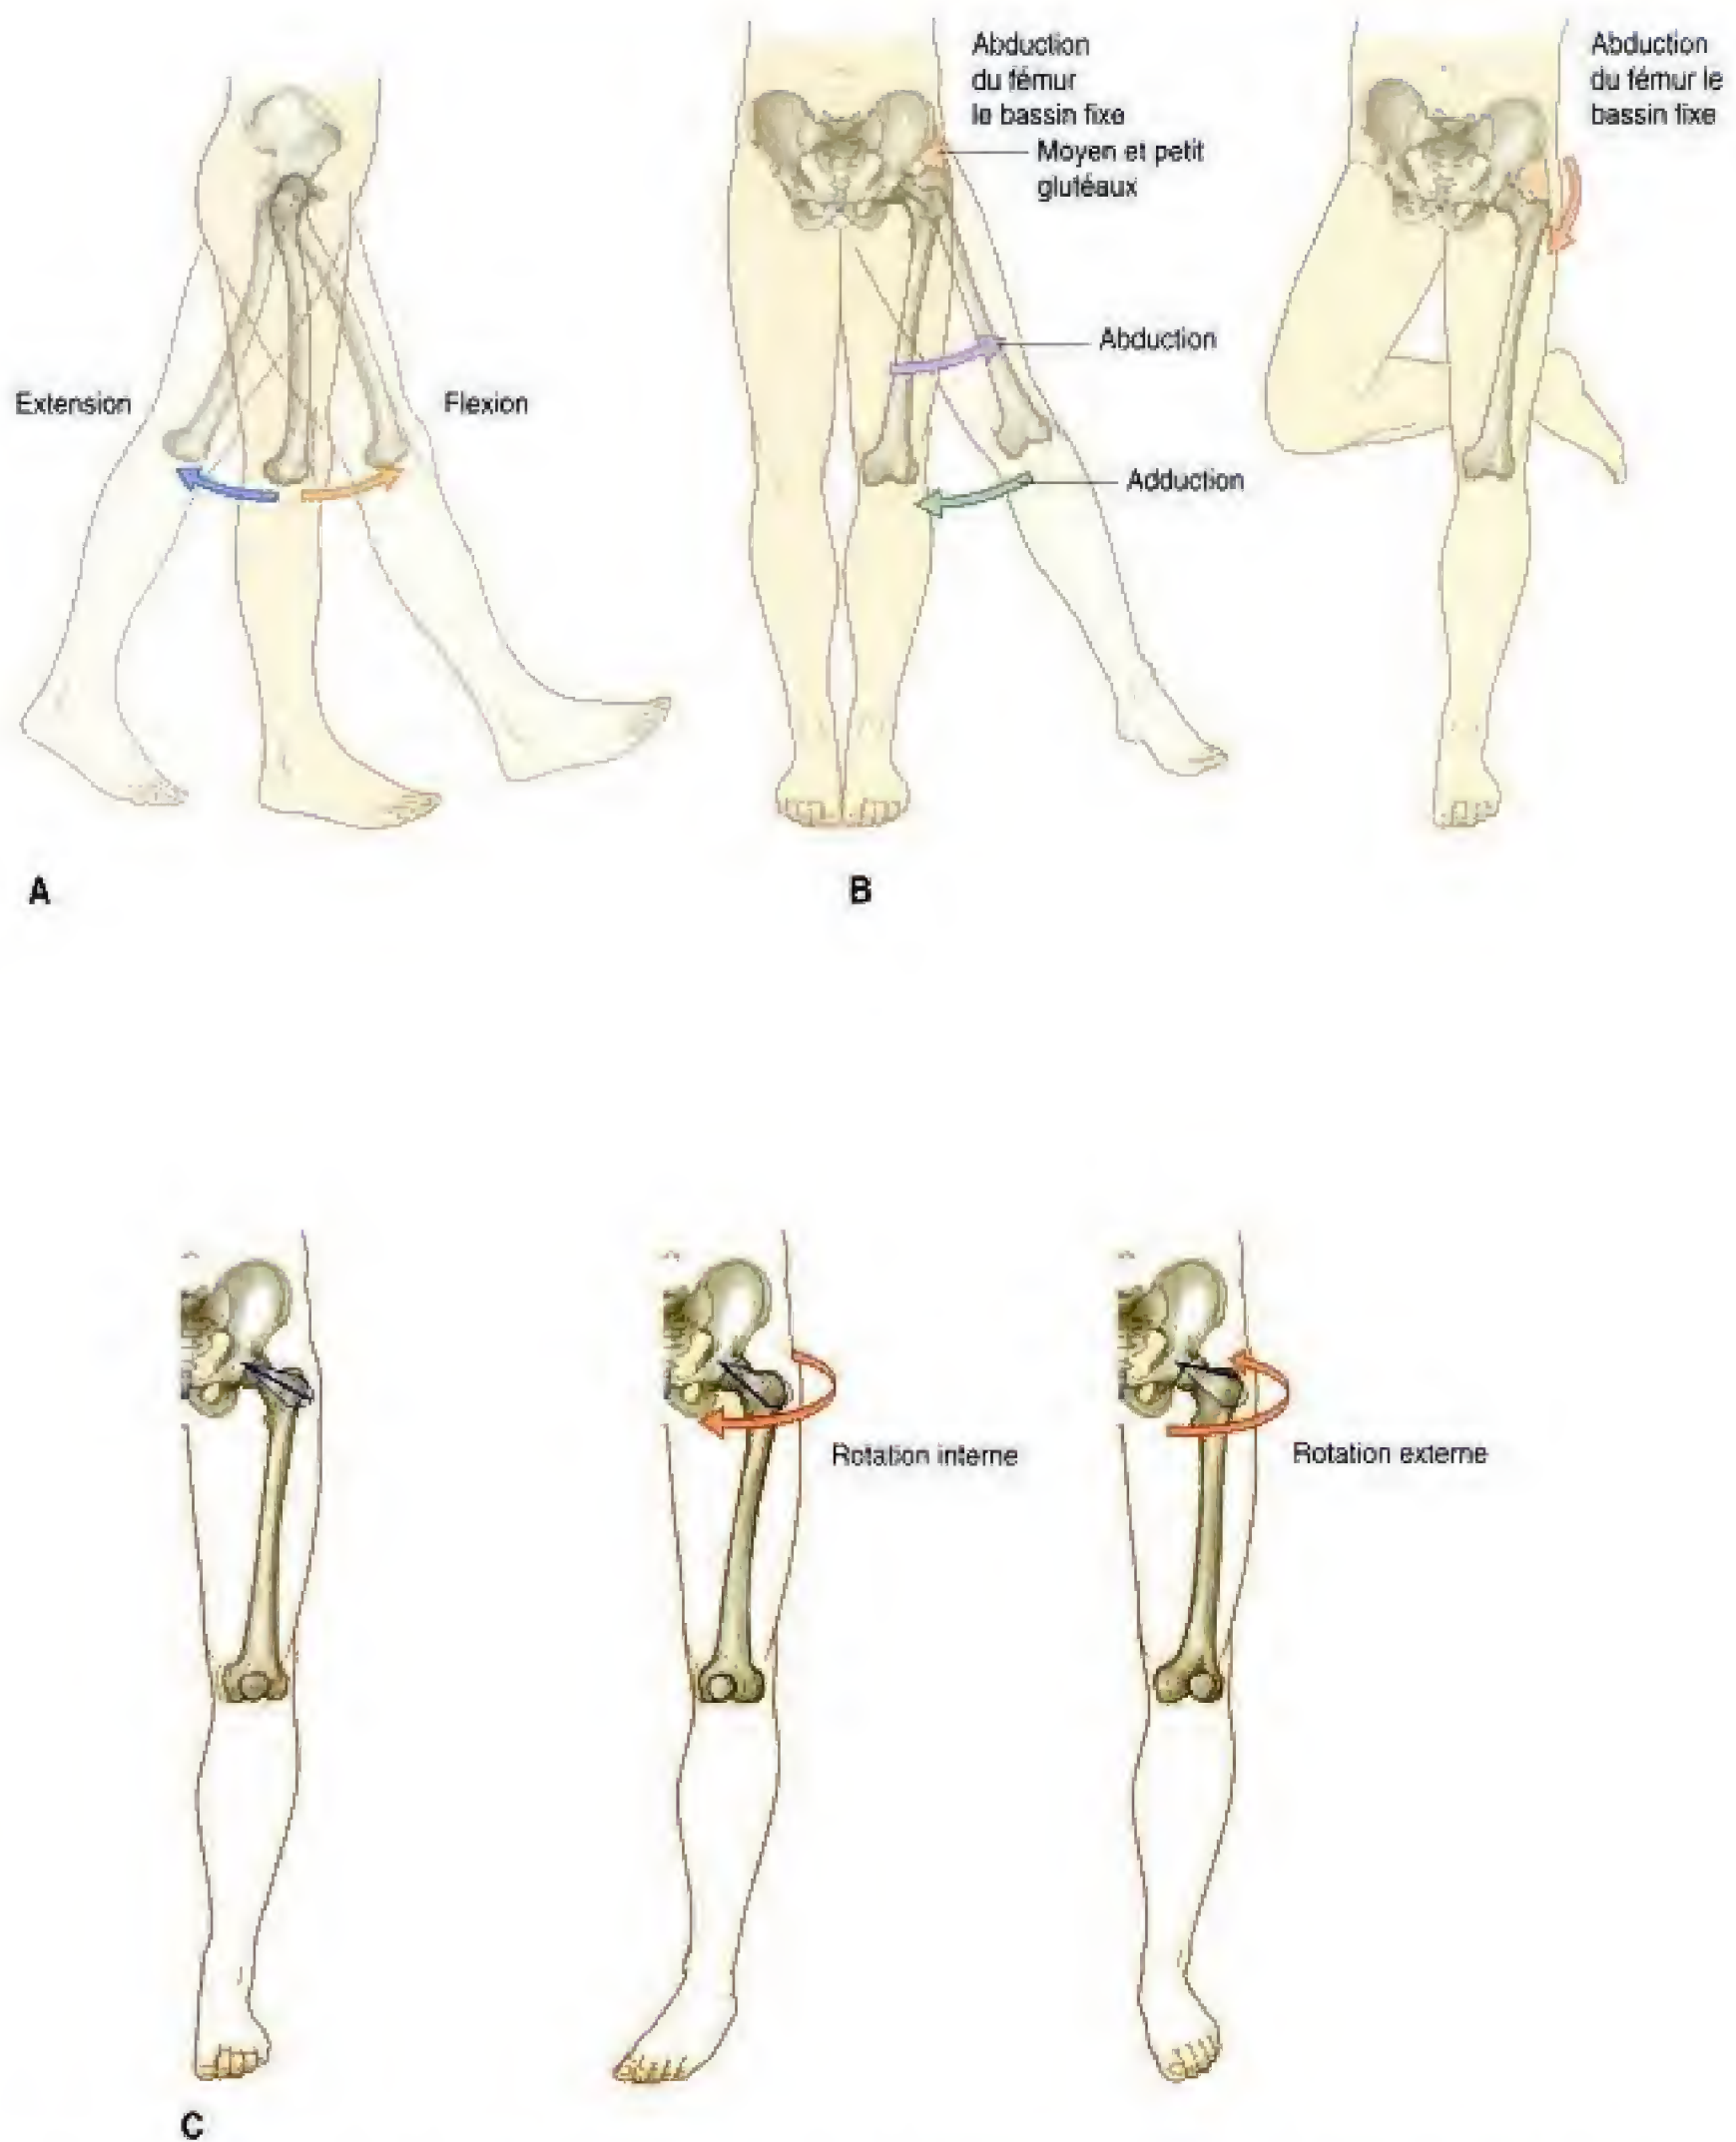 Abduction
du fémur
le bassin fixe
Moyen et petit
glutéaux
Abduction
du fémur le
bassin fixe
Extension
Flexion
Abduction
Adduction
A
B
Rotation interne
Rotation externe
C